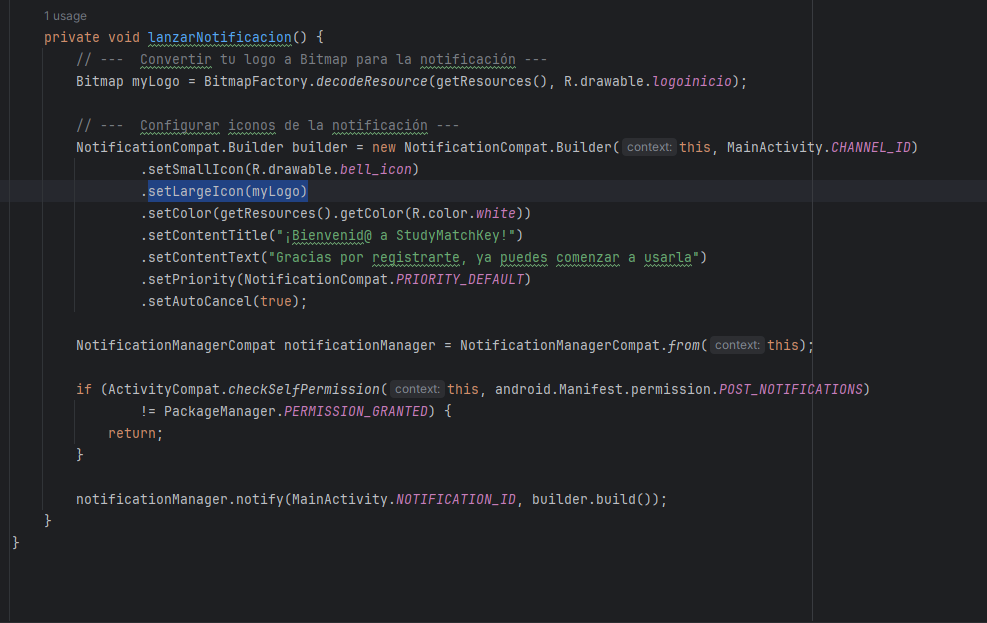 1 usage
private void lanzarNotificacion() {
// --- Convertir tu logo a Bitmap para la notificación ---
Bitmap myLogo = BitmapFactory.decodeResource(getResources(), R.drawable.logoinicio);
// --- Configurar iconos de la notificación ---
NotificationCompat.Builder builder = new NotificationCompat.Builder( context: this, MainActivity.CHANNEL_ID)
.setSmallIcon(R.drawable.bell_icon)
.setLargeIcon(myLogo)
.setColor(getResources().getColor(R.color.white))
.setContentTitle("¡Bienvenid@ a StudyMatchKey!")
.setContentText("Gracias por registrarte, ya puedes comenzar a usarla")
.setPriority(NotificationCompat.PRIORITY_DEFAULT)
.setAutoCancel(true);
NotificationManagerCompat notificationManager = NotificationManagerCompat.from( context: this);
if (ActivityCompat.checkSelfPermission( context: this, android.Manifest.permission.POST_NOTIFICATIONS)
!= PackageManager.PERMISSION_GRANTED) {
return;
}
notificationManager.notify(MainActivity.NOTIFICATION_ID, builder.build());
}
}